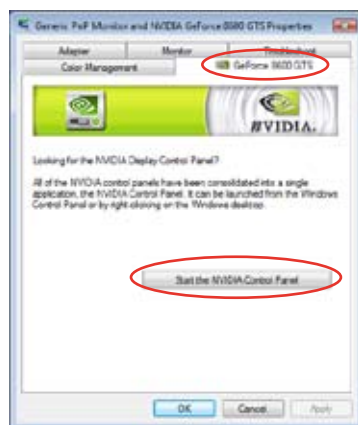 Generic PnP Monitor and NVIDIA GeForce 8600 GTS Properties
Adapter Monitor Troubleshoot
Color Management GeForce 8600 GTS
NVIDIA.
Looking for the NVIDIA Display Control Panel?
All of the NVIDIA control panels have been consolidated into a single
application, the NVIDIA Control Panel. It can be launched from the Windows
Control Panel or by right clicking on the Windows desktop.
Start the NVIDIA Control Panel
OK Cancel Apply